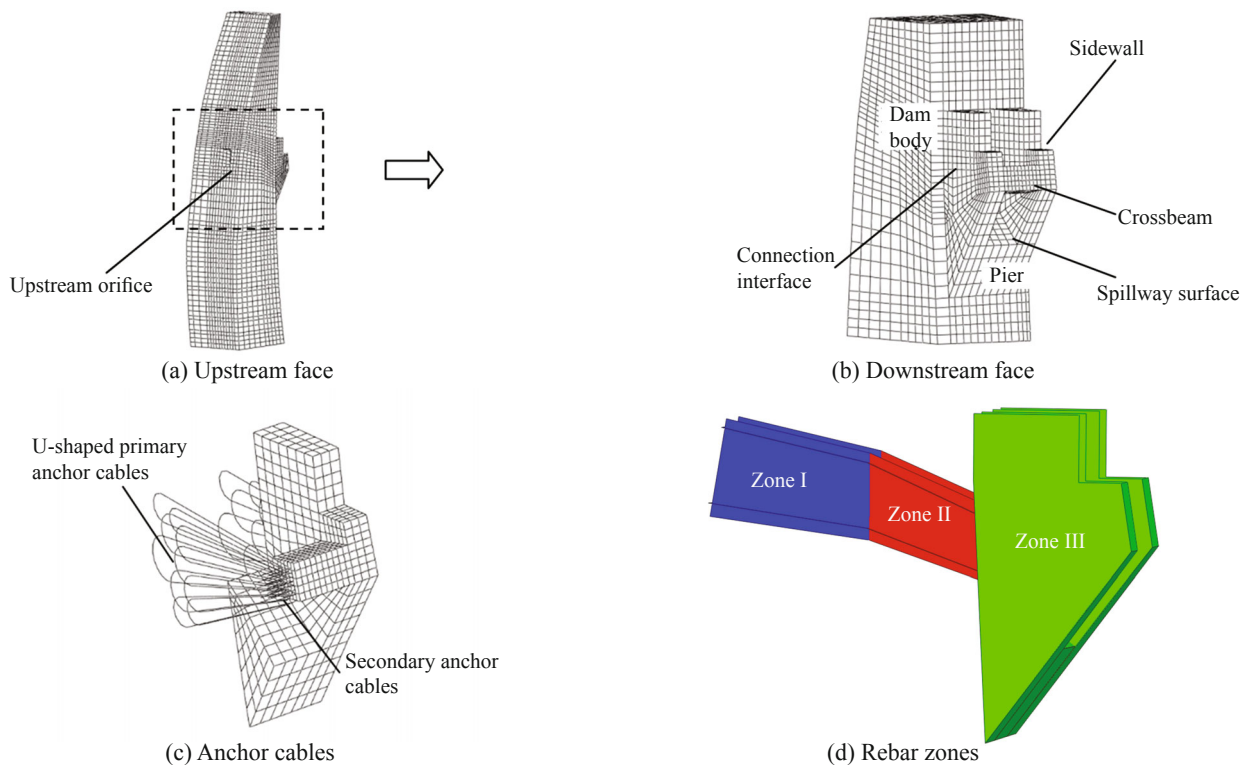 Upstream orifice
(a) Upstream face
Sidewall
Dam
body
Crossbeam
Connection
interface
Pier
Spillway surface
(b) Downstream face
U-shaped primary
anchor cables
Secondary anchor
cables
(c) Anchor cables
Zone I
Zone II
Zone III
(d) Rebar zones